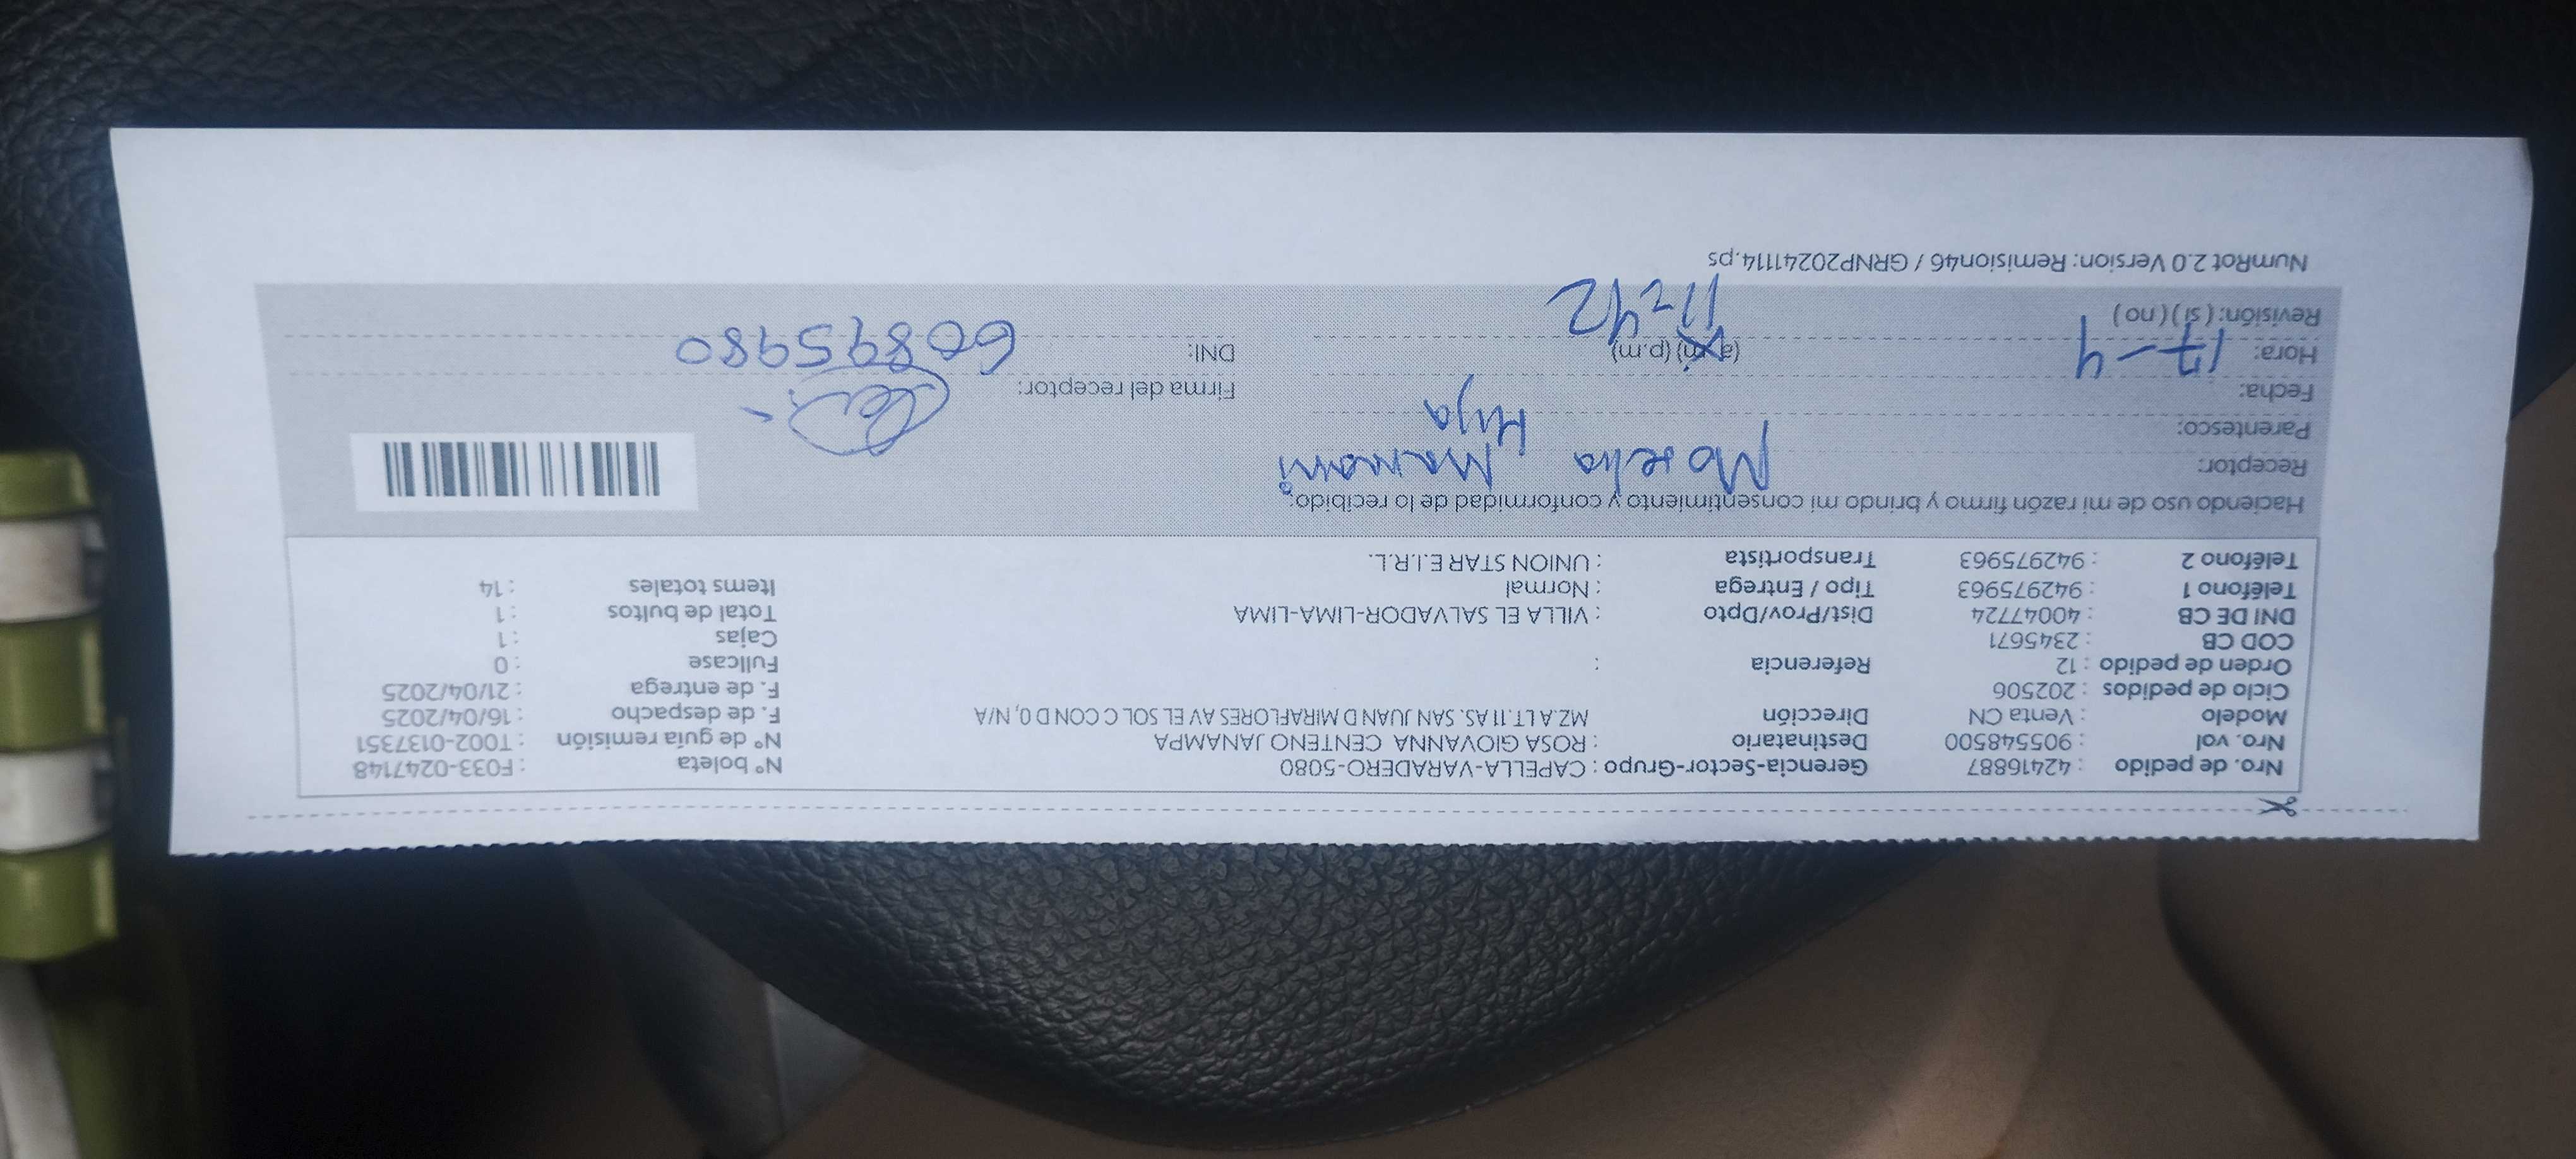 Nro. de pedido : 42416887 Gerencia-Sector-Grupo : CAPELLA-VARADERO-5080 N° boleta : F033-0247148
Nro. vol : 905548500 Destinatario : ROSA GIOVANNA CENTENO JANAMPA N° de guía remisión : T002-0137351
Modelo : Venta CN Dirección MZ.A LT.11 AS. SAN JUAN D MIRAFLORES AV EL SOL C CON D 0, N/A F. de despacho : 16/04/2025
Ciclo de pedidos : 202506 F. de entrega : 21/04/2025
Orden de pedido : 12 Referencia : Fullcase : 0
COD CB : 2345671 Cajas : 1
DNI DE CB : 40047724 Dist/Prov/Dpto : VILLA EL SALVADOR-LIMA-LIMA Total de bultos : 1
Teléfono 1 : 942975963 Tipo / Entrega : Normal Items totales : 14
Teléfono 2 : 942975963 Transportista : UNION STAR E.I.R.L.
Haciendo uso de mi razón firmo y brindo mi consentimiento y conformidad de lo recibido.
Receptor: Mamani
Parentesco: Hija
Fecha: 17-4 Firma del receptor:
Hora: (a.m) (p.m) 11=42 DNI: 60895980
Revisión: ( si ) ( no )
NumRot 2.0 Version: Remision46 / GRNP20241114.ps